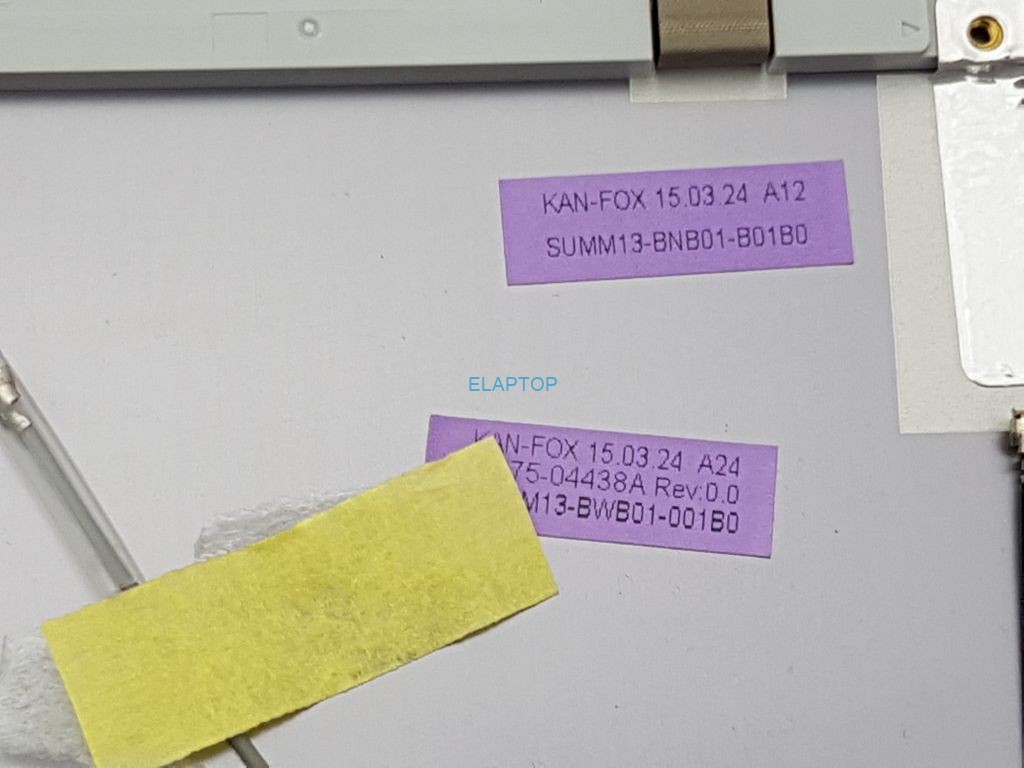 KAN-FOX 15.03.24 A12
SUMM13-BNB01-B01B0
ELAPTOP
KAN-FOX 15.03.24 A24
75-04438A Rev:0.0
M13-BWB01-001B0